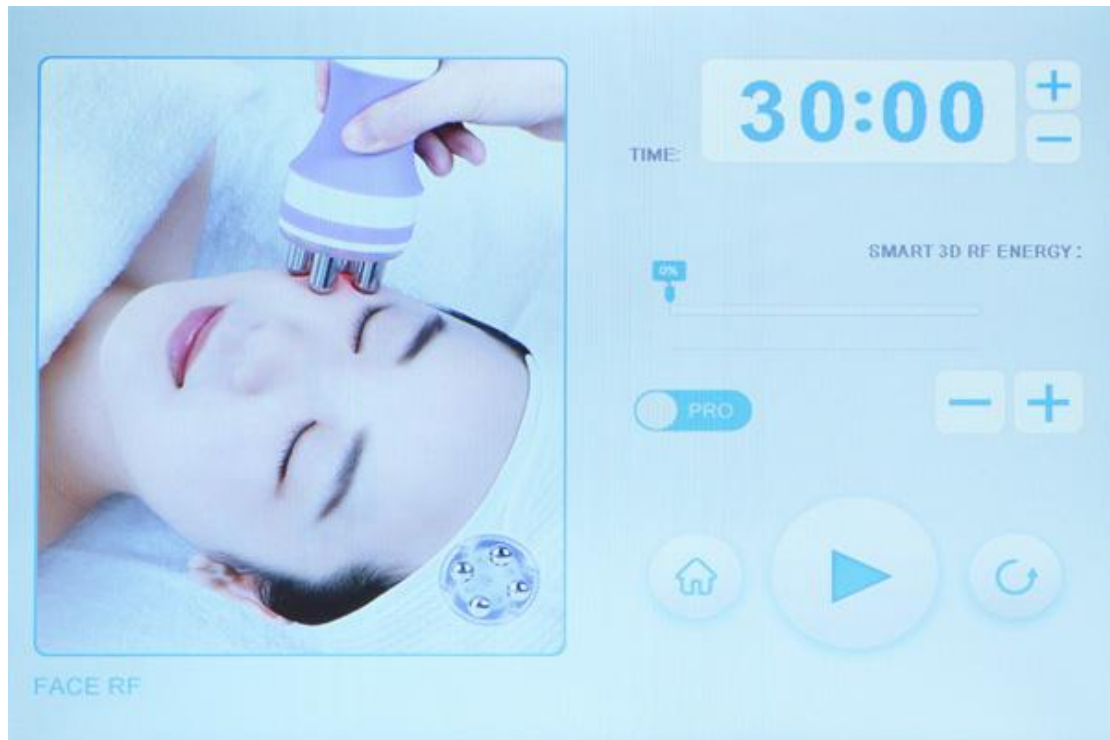 TIME:
30:00
SMART 3D RF ENERGY:
0%
PRO
FACE RF